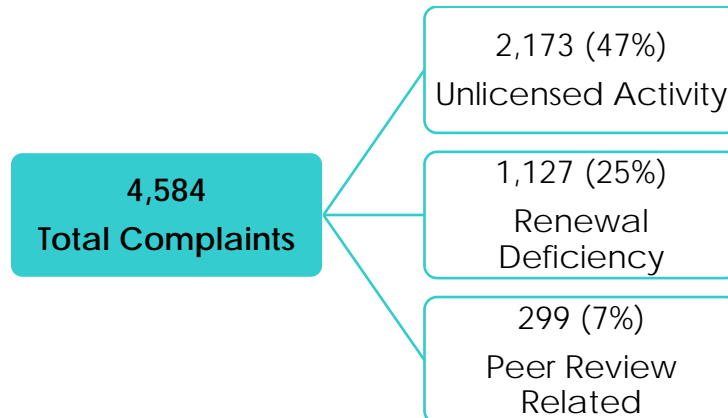 4,584
Total Complaints
2,173 (47%)
Unlicensed Activity
1,127 (25%)
Renewal
Deficiency
299 (7%)
Peer Review
Related